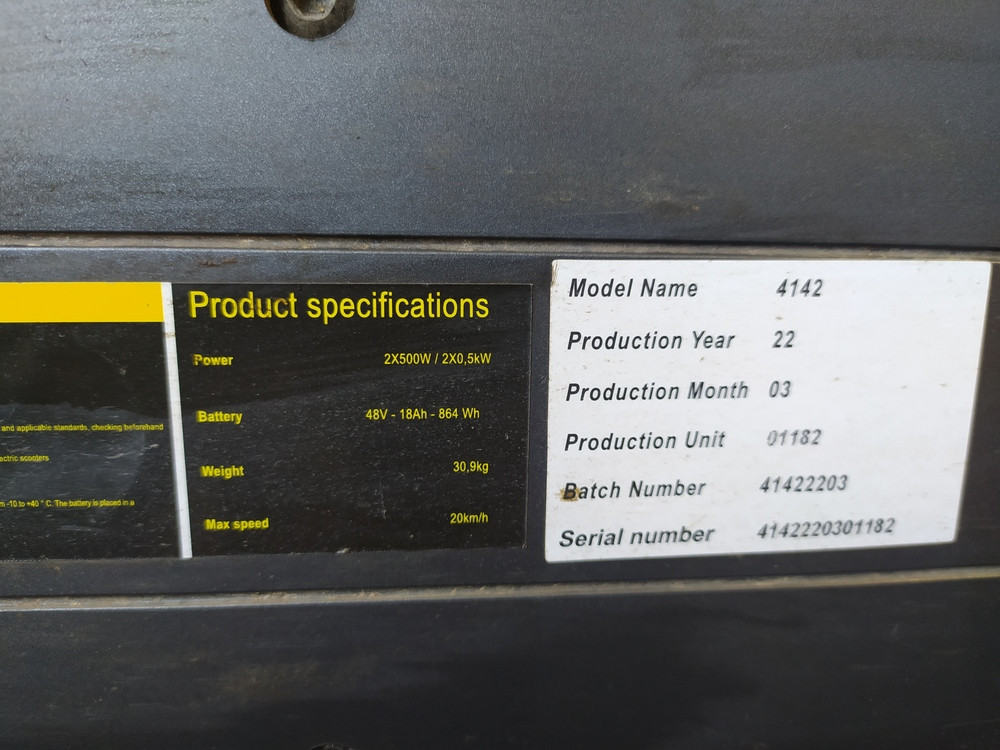 and applicable standards, checking beforehand
ectric scooters
-10 to +40 ° C. The battery is placed in a
Product specifications
Power 2X500W / 2X0,5kW
Battery 48V - 18Ah - 864 Wh
Weight 30,9kg
Max speed 20km/h
Model Name 4142
Production Year 22
Production Month 03
Production Unit 01182
Batch Number 41422203
Serial number 4142220301182